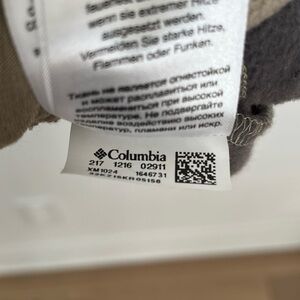 wenn sie extremer Hitze
ausgesetzt werden.
Vermeiden Sie starke Hitze,
Flammen oder Funken.
Ткань не является огнестойкой
и может расплавиться или
воспламениться при высокой
температуре. Не подвергайте
изделие воздействию высоких
температур, пламени или искр.
Columbia
217 1216 02911
XM1024 1646731